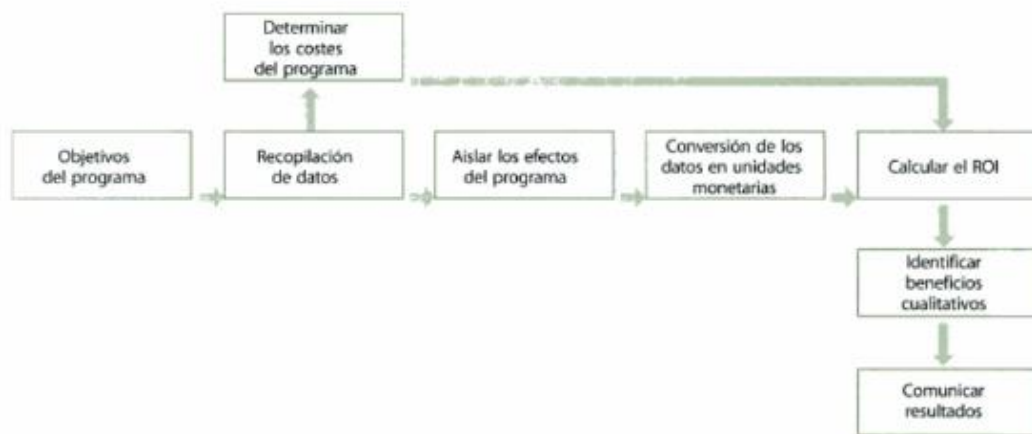 Determinar
los costes
del programa
Objetivos
del programa
Recopilación
de datos
Aislar los efectos
del programa
Conversión de los
datos en unidades
monetarias
Calcular el ROI
Identificar
beneficios
cualitativos
Comunicar
resultados